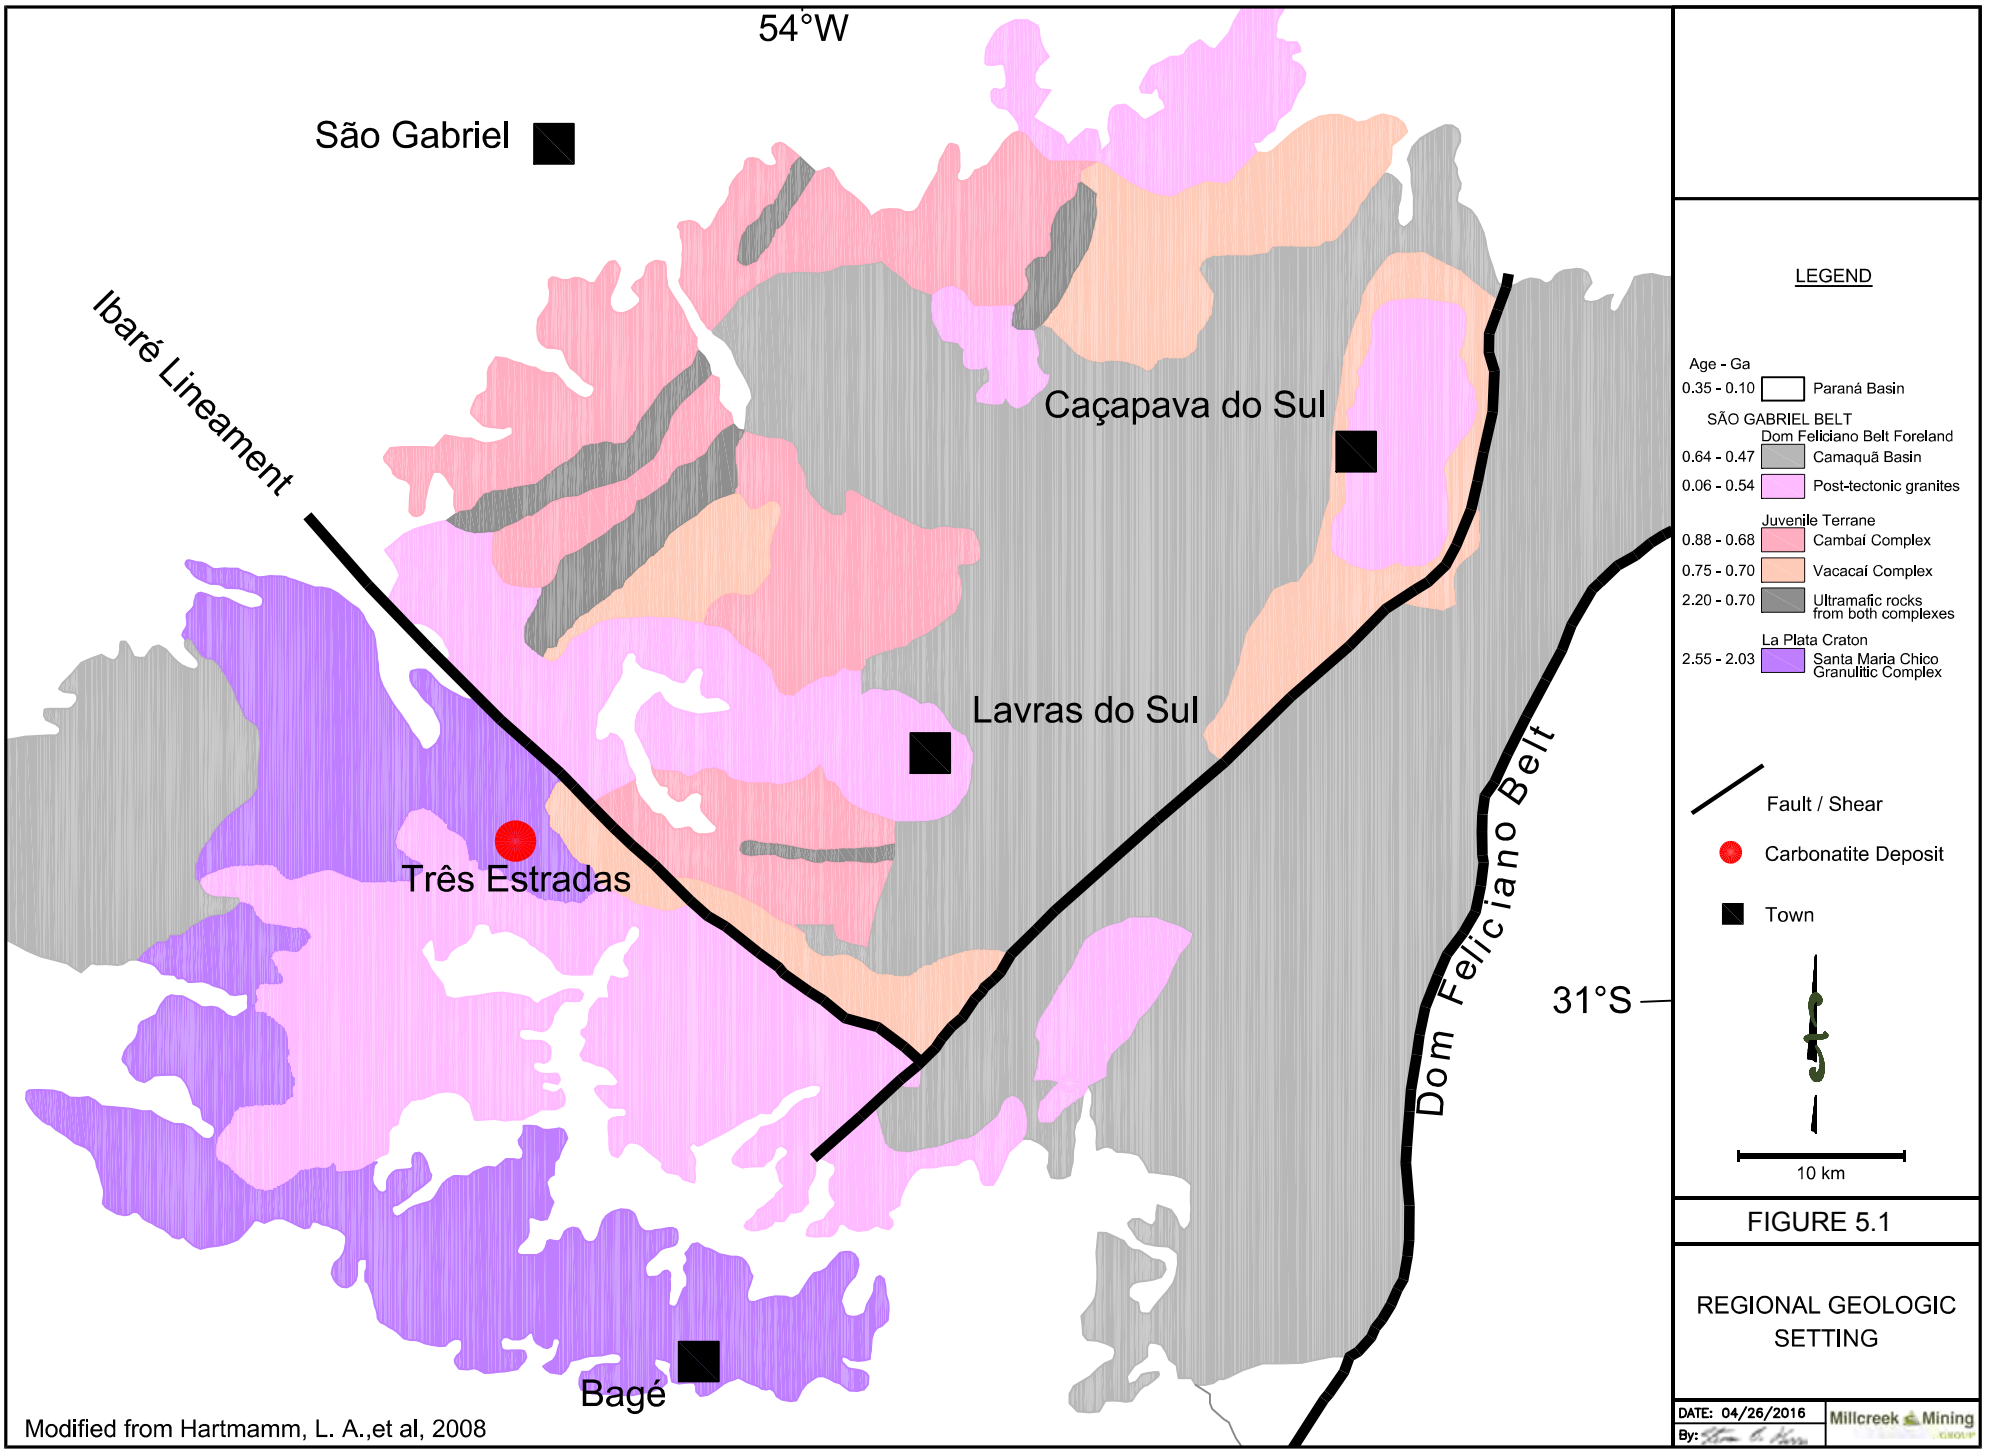 54°W
São Gabriel
Ibaré Lineament
Caçapava do Sul
Lavras do Sul
Três Estradas
Dom Feliciano Belt
31°S
Bagé
Modified from Hartmamm, L. A.,et al, 2008
LEGEND
Age - Ga
0.35 - 0.10 Paraná Basin
SÃO GABRIEL BELT
Dom Feliciano Belt Foreland
0.64 - 0.47 Camaquã Basin
0.06 - 0.54 Post-tectonic granites
Juvenile Terrane
0.88 - 0.68 Cambaí Complex
0.75 - 0.70 Vacacaí Complex
2.20 - 0.70 Ultramafic rocks
from both complexes
La Plata Craton
2.55 - 2.03 Santa Maria Chico
Granulitic Complex
Fault / Shear
Carbonatite Deposit
Town
10 km
FIGURE 5.1
REGIONAL GEOLOGIC
SETTING
DATE: 04/26/2016
By:
Millcreek Mining
GROUP